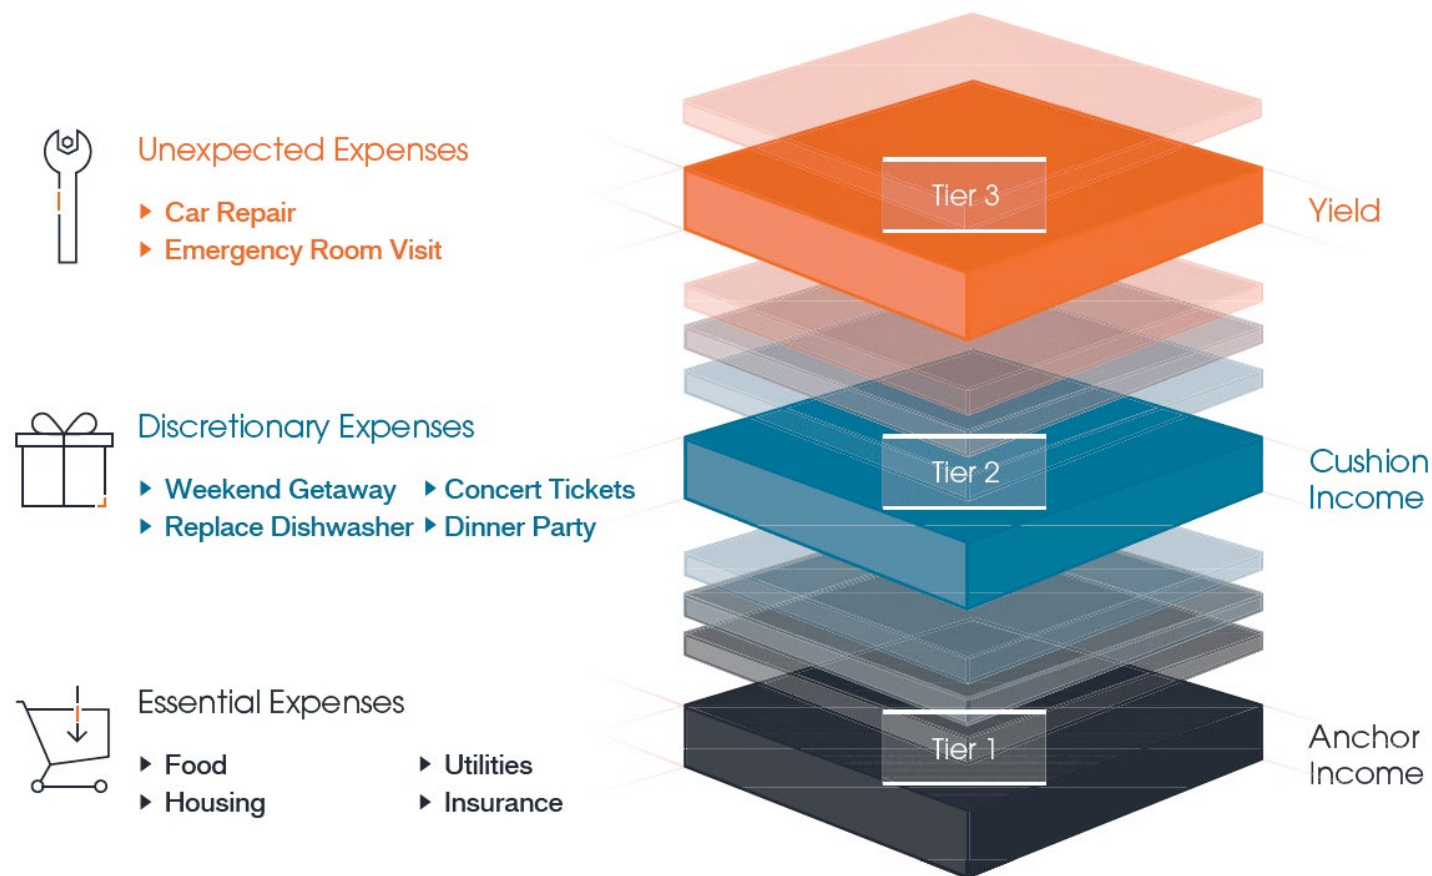 Unexpected Expenses
Car Repair
Emergency Room Visit
Tier 3
Yield
Discretionary Expenses
Weekend Getaway
Concert Tickets
Replace Dishwasher
Dinner Party
Tier 2
Cushion
Income
Essential Expenses
Food
Utilities
Housing
Insurance
Tier 1
Anchor
Income